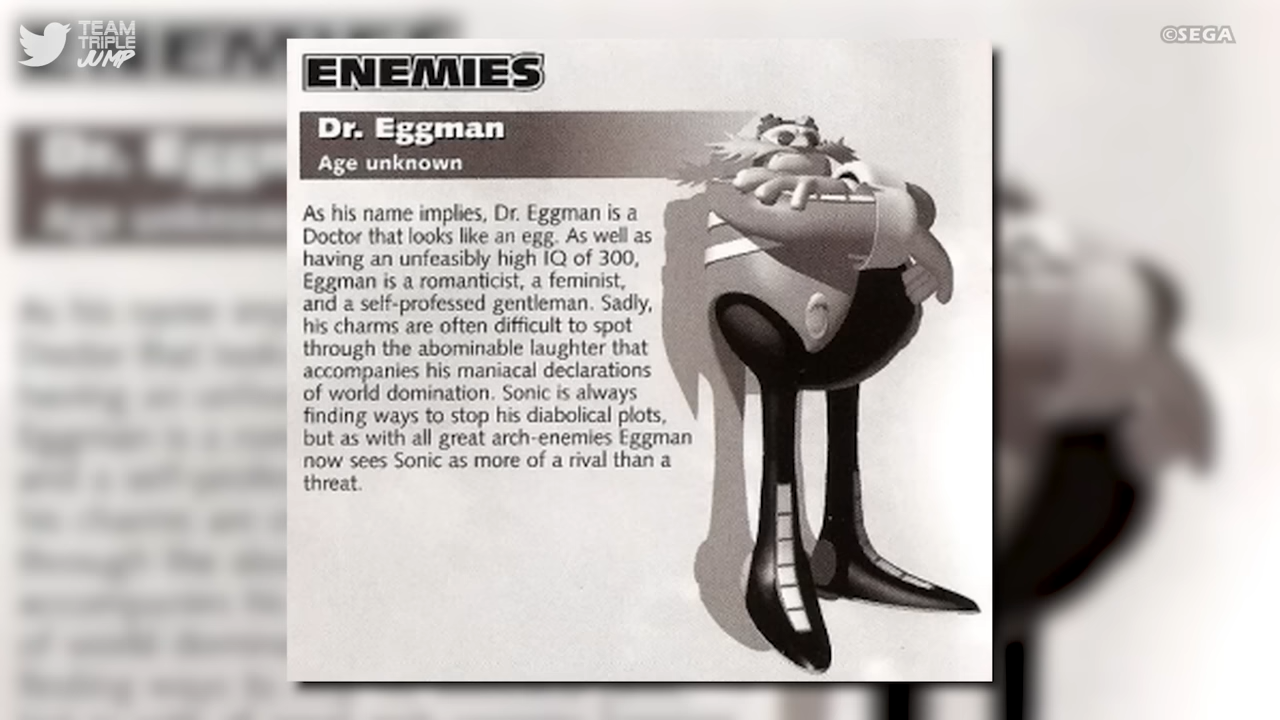 TEAM
TRIPLE
JUMP
©SEGA
ENEMIES
Dr. Eggman
Age unknown
As his name implies, Dr. Eggman is a
Doctor that looks like an egg. As well as
having an unfeasibly high IQ of 300,
Eggman is a romanticist, a feminist,
and a self-professed gentleman. Sadly,
his charms are often difficult to spot
through the abominable laughter that
accompanies his maniacal declarations
of world domination. Sonic is always
finding ways to stop his diabolical plots,
but as with all great arch-enemies Eggman
now sees Sonic as more of a rival than a
threat.